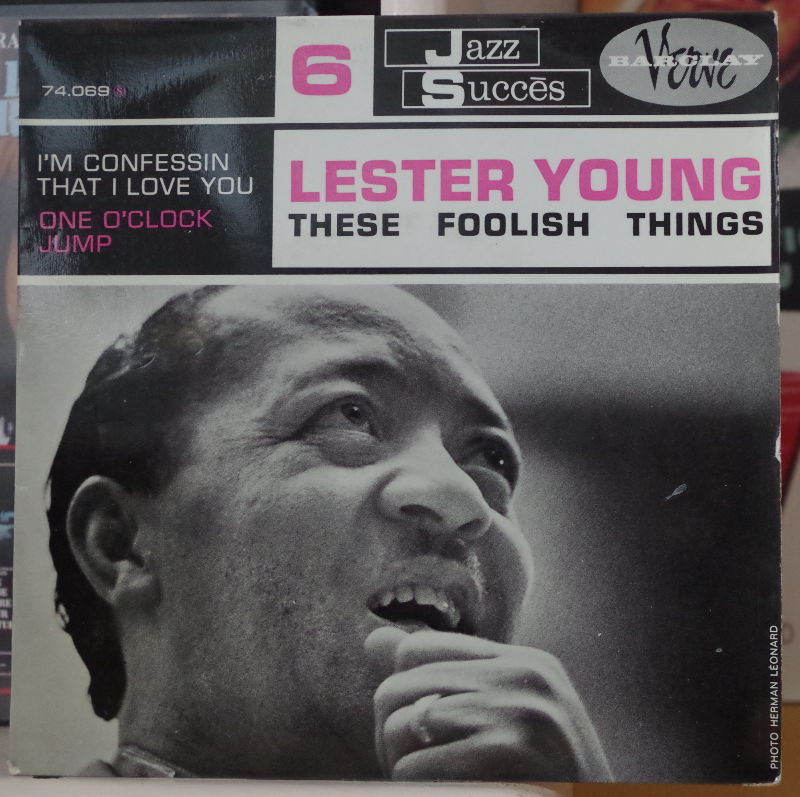 74.069
6
Jazz
Succēs
Verve
BARCLAY
I'M CONFESSIN
THAT I LOVE YOU
ONE O'CLOCK
JUMP
LESTER YOUNG
THESE FOOLISH THINGS
PHOTO HERMAN LÉONARD